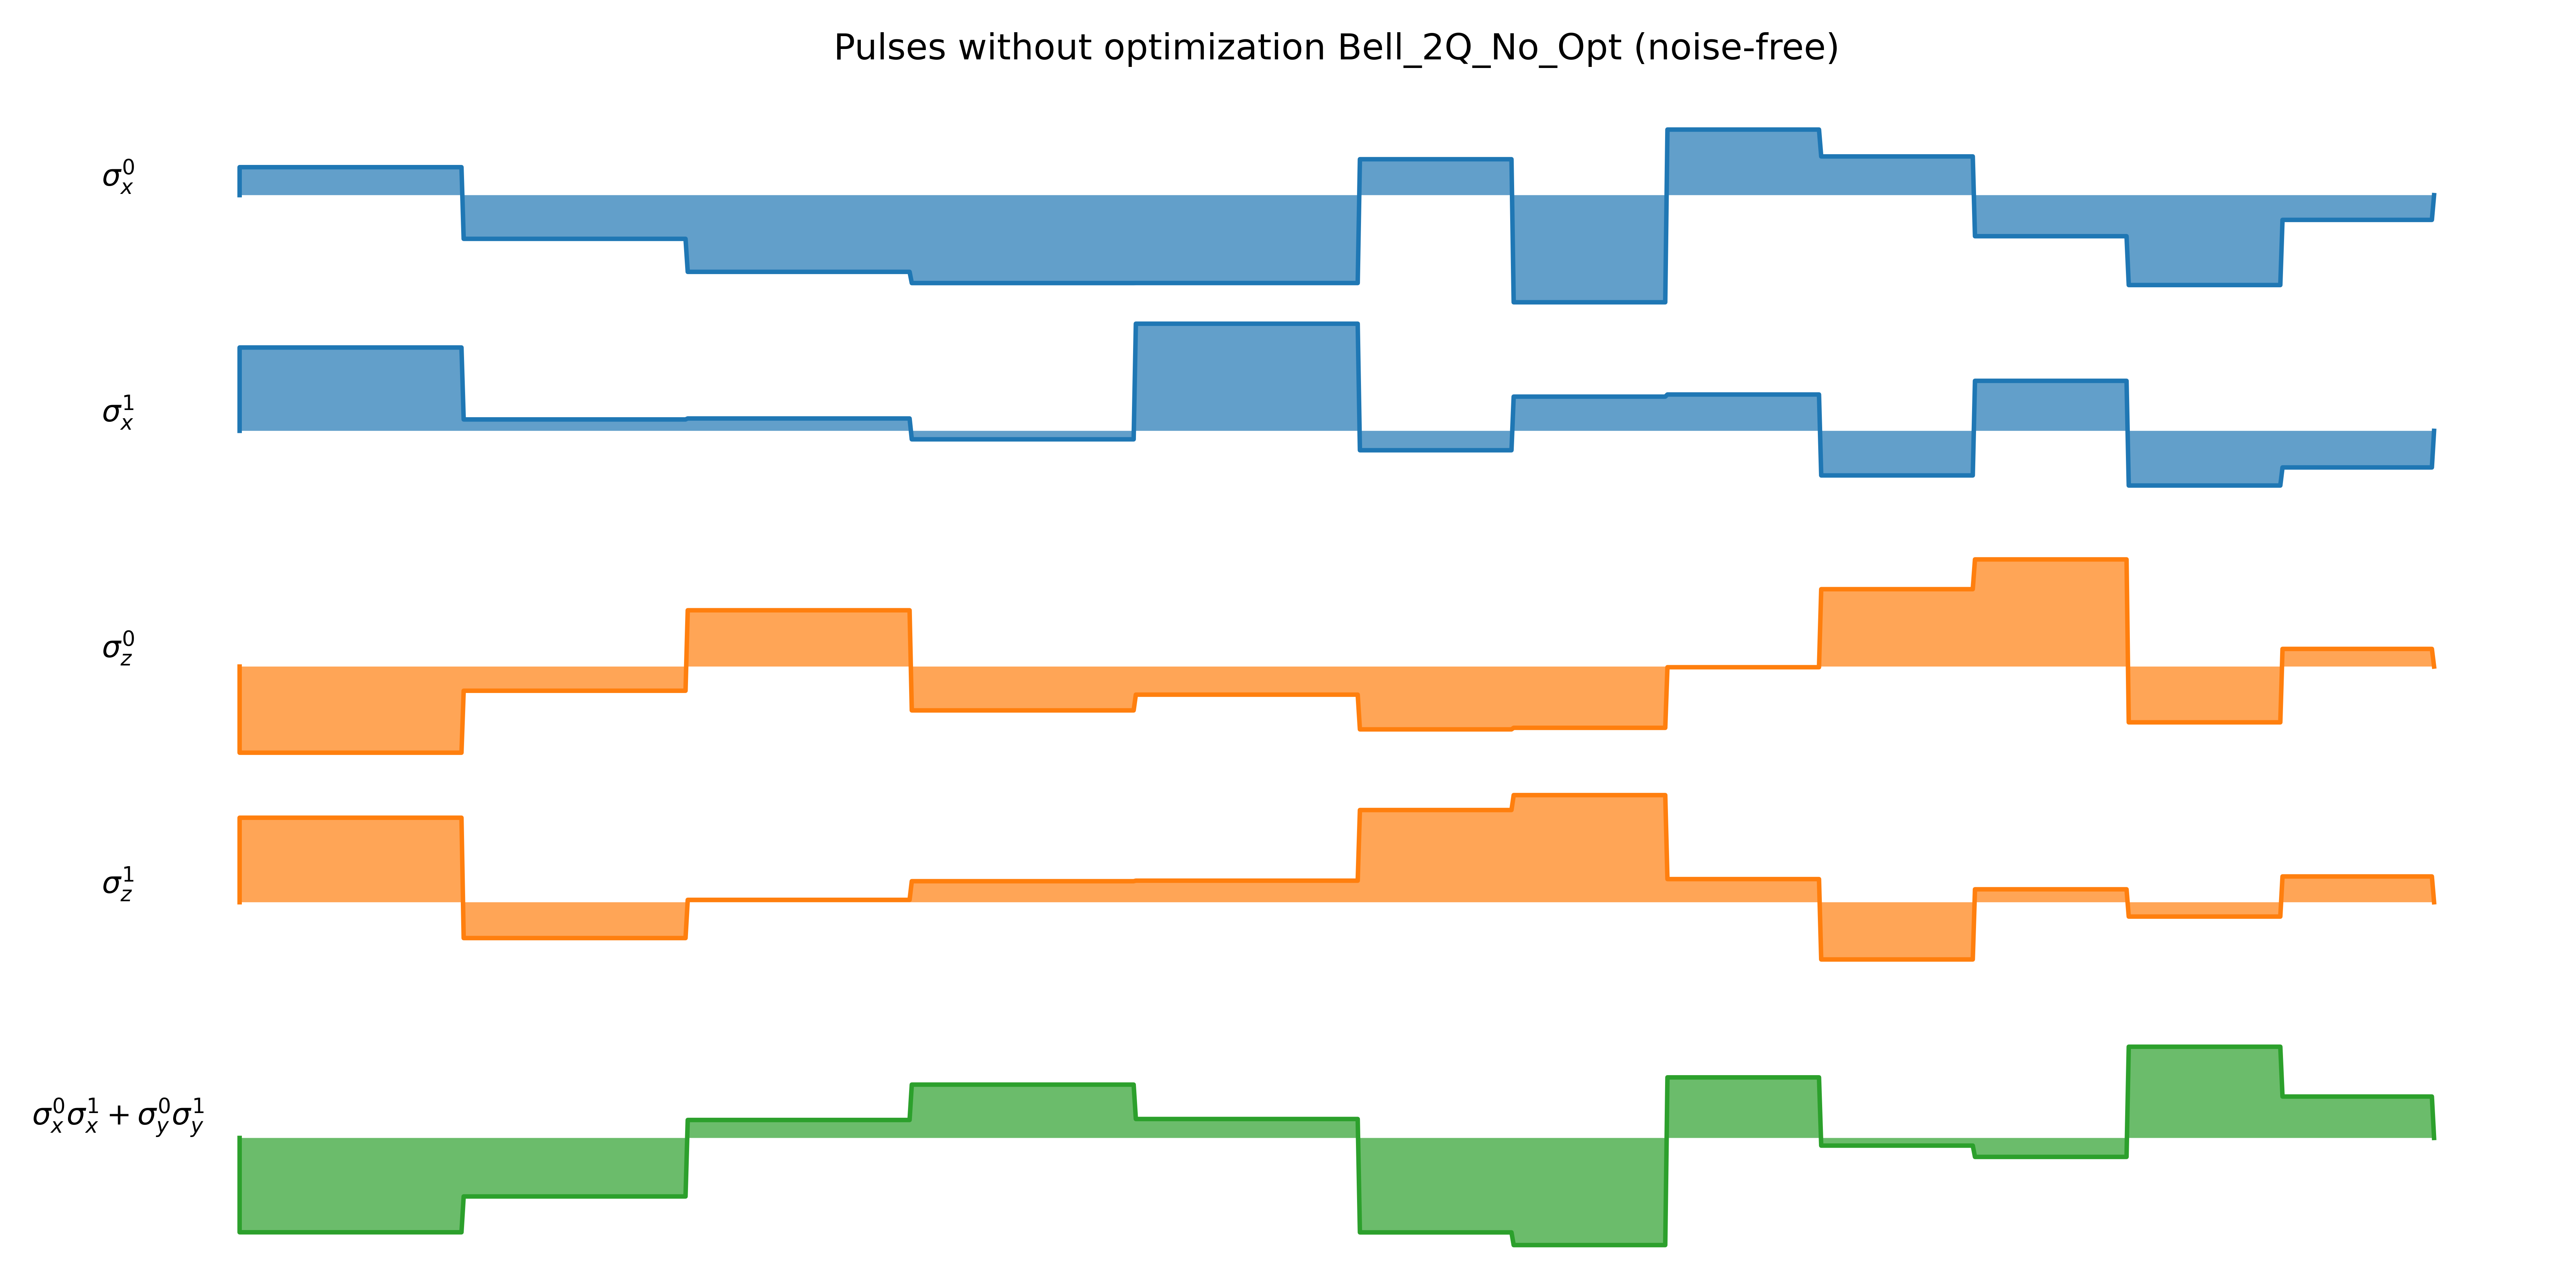 Pulses without optimization Bell_2Q_No_Opt (noise-free)
σ_x^0
σ_x^1
σ_z^0
σ_z^1
σ_x^0σ_x^1 + σ_y^0σ_y^1